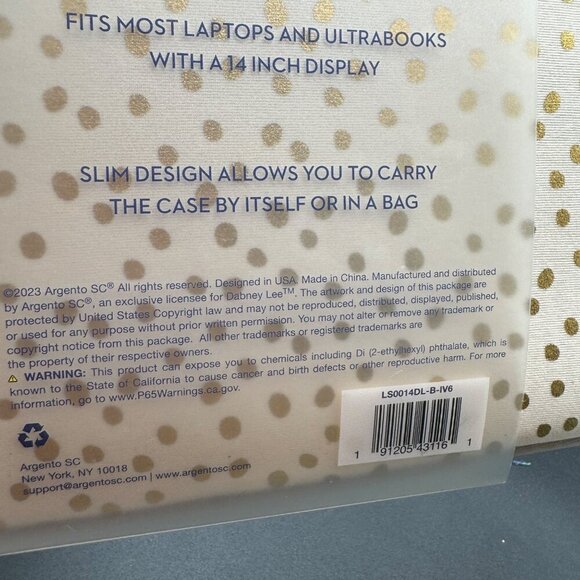 FITS MOST LAPTOPS AND ULTRABOOKS
WITH A 14 INCH DISPLAY
SLIM DESIGN ALLOWS YOU TO CARRY
THE CASE BY ITSELF OR IN A BAG
©2023 Argento SC® All rights reserved. Designed in USA. Made in China. Manufactured and distributed
by Argento SC®, an exclusive licensee for Dabney Lee™. The artwork and design of this package are
protected by United States Copyright law and may not be reproduced, distributed, displayed, published,
or used for any purpose without prior written permission. You may not alter or remove any trademark or
copyright notice from this package. All other trademarks or registered trademarks are
the property of their respective owners.
⚠ WARNING: This product can expose you to chemicals including Di (2-ethylhexyl) phthalate, which is
known to the State of California to cause cancer and birth defects or other reproductive harm. For more
information, go to www.P65Warnings.ca.gov.
LS0014DL-B-IV6
1 91205 43116 1
Argento SC
New York, NY 10018
support@argentosc.com | www.argentosc.com